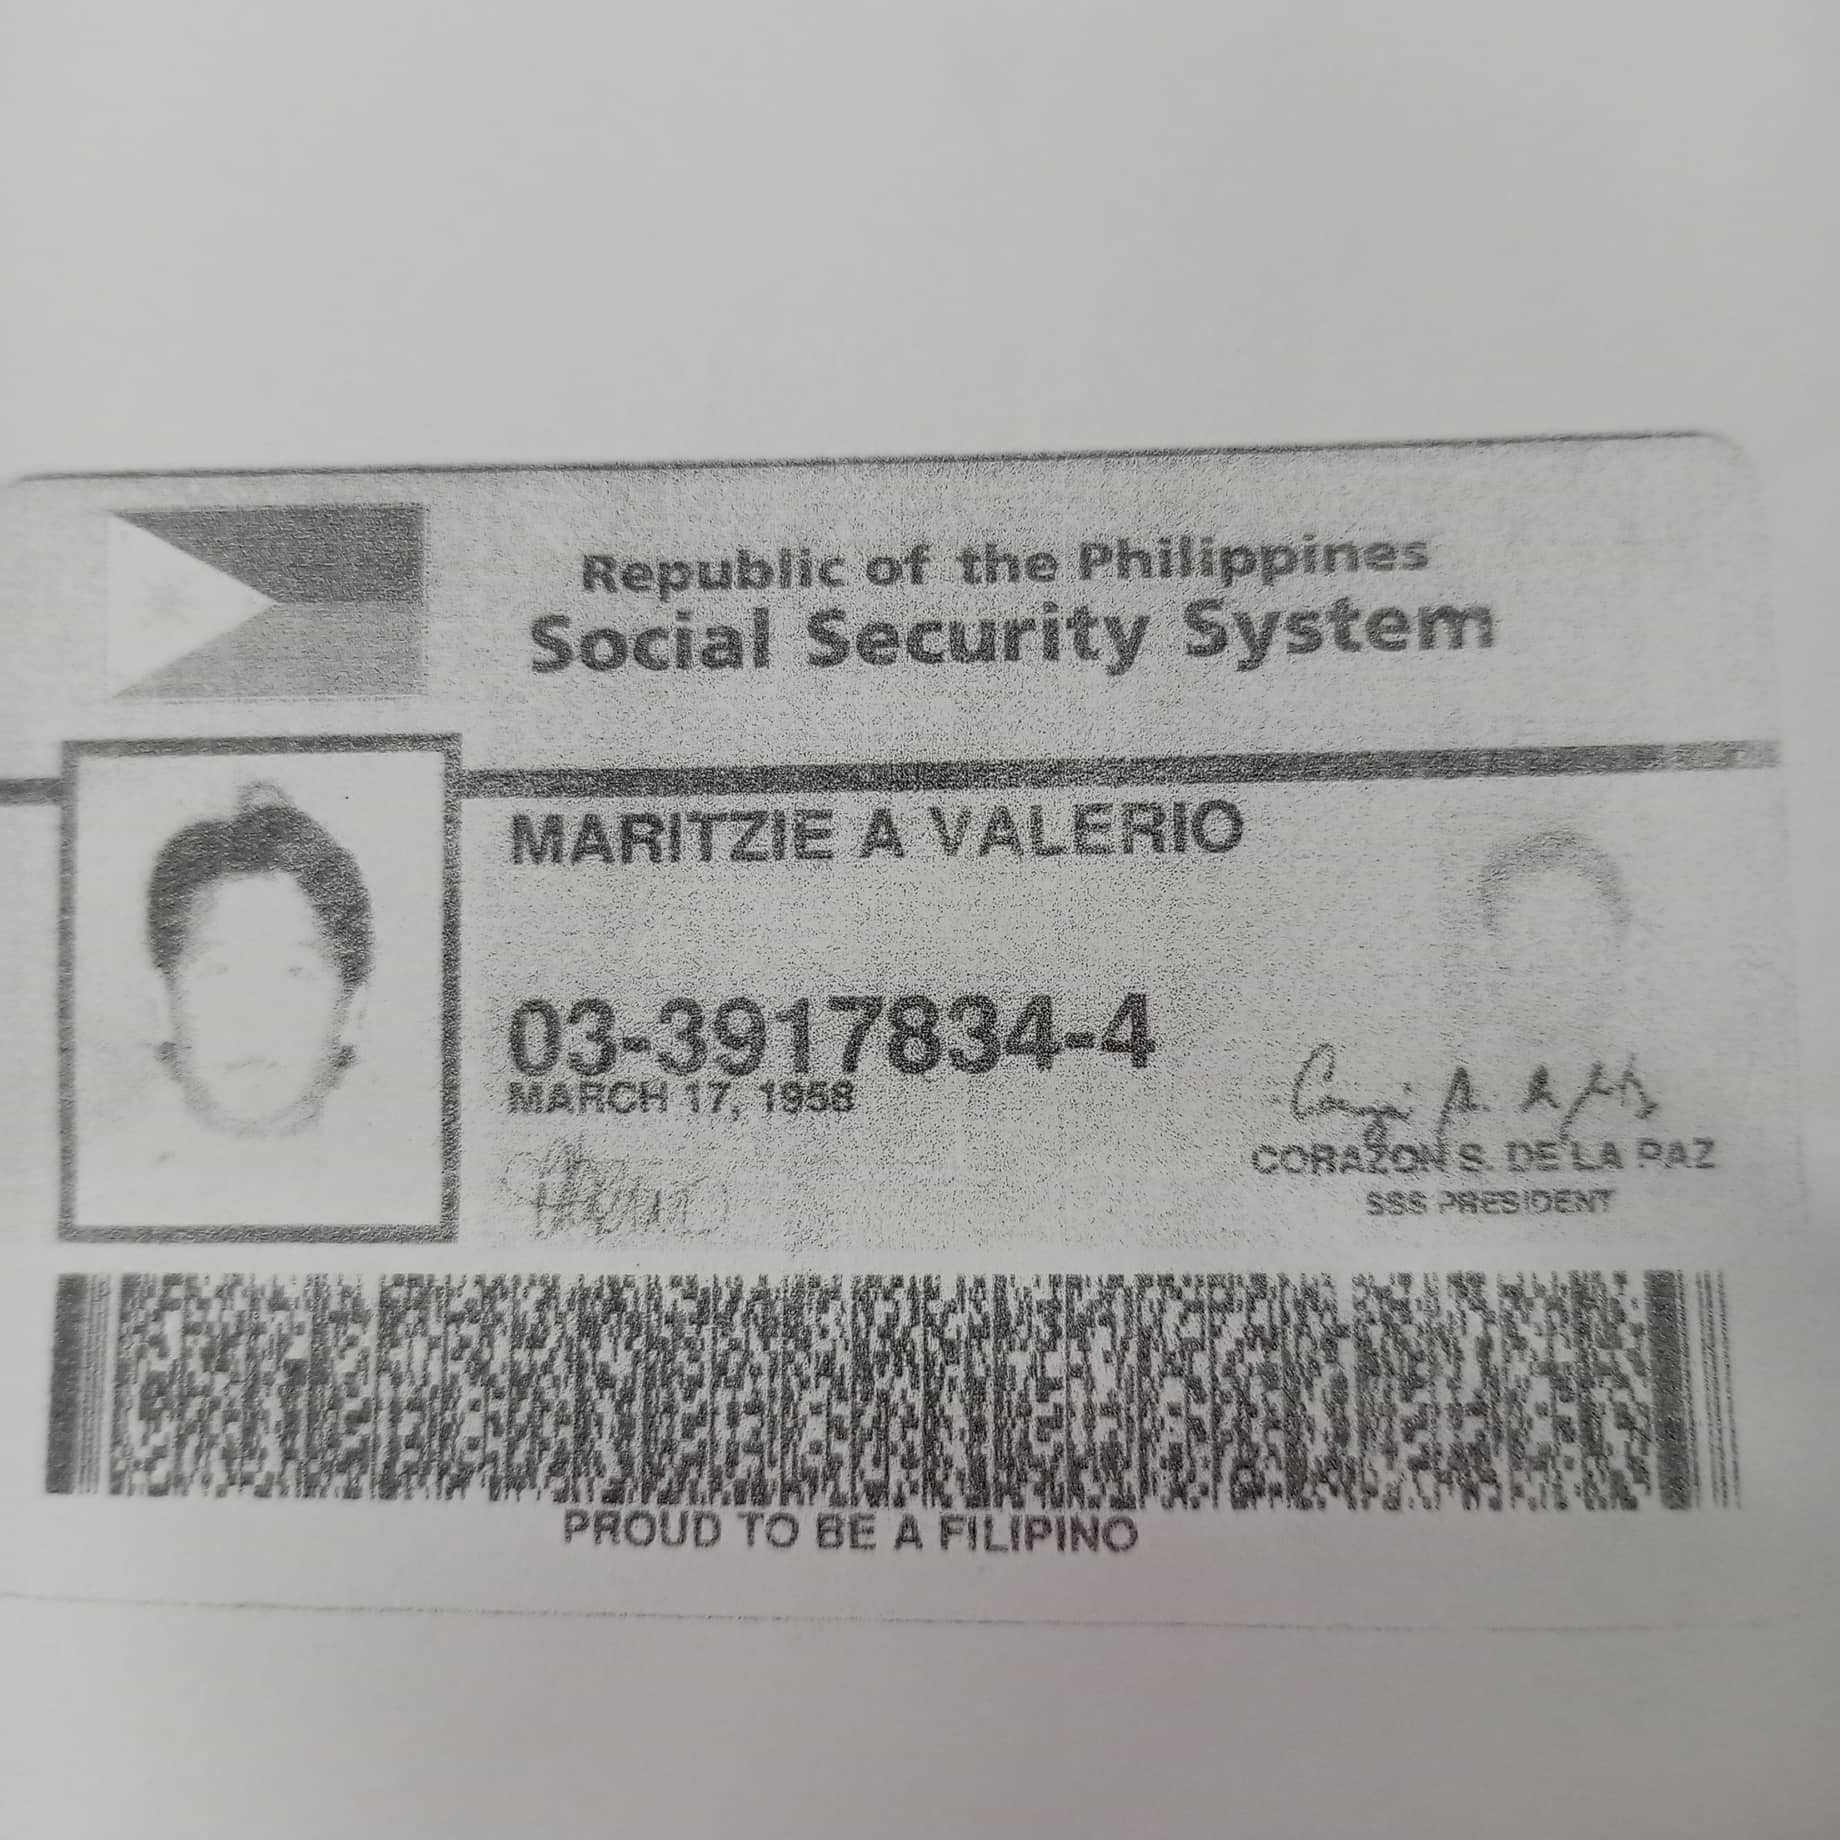 Republic of the Philippines
Social Security System
MARITZIE A VALERIO
03-3917834-4
MARCH 17, 1958
CORAZON S. DE LA PAZ
SSS PRESIDENT
PROUD TO BE A FILIPINO